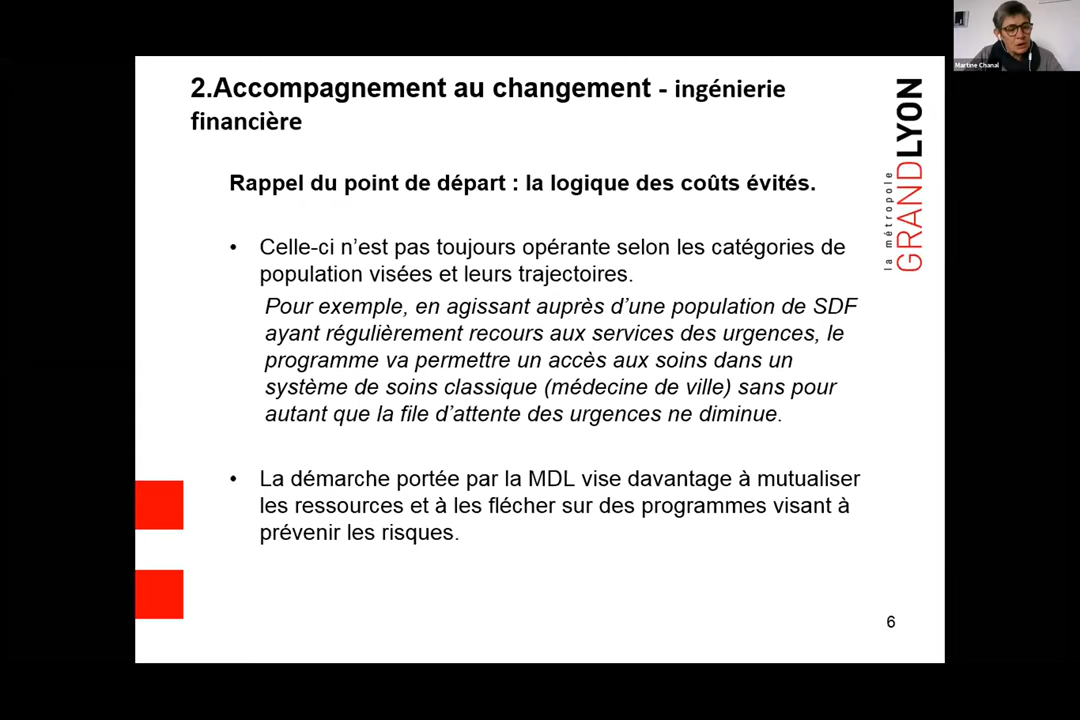 2.Accompagnement au changement - ingénierie
financière
Rappel du point de départ : la logique des coûts évités.
• Celle-ci n’est pas toujours opérante selon les catégories de
population visées et leurs trajectoires.
Pour exemple, en agissant auprès d’une population de SDF
ayant régulièrement recours aux services des urgences, le
programme va permettre un accès aux soins dans un
système de soins classique (médecine de ville) sans pour
autant que la file d’attente des urgences ne diminue.
• La démarche portée par la MDL vise davantage à mutualiser
les ressources et à les flécher sur des programmes visant à
prévenir les risques.
6
la métropole
GRANDLYON
Martine Chanal